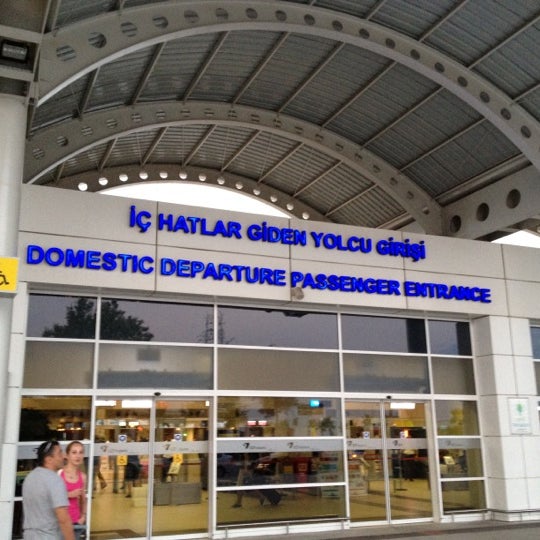 İÇ HATLAR GİDEN YOLCU GİRİŞİ
DOMESTIC DEPARTURE PASSENGER ENTRANCE